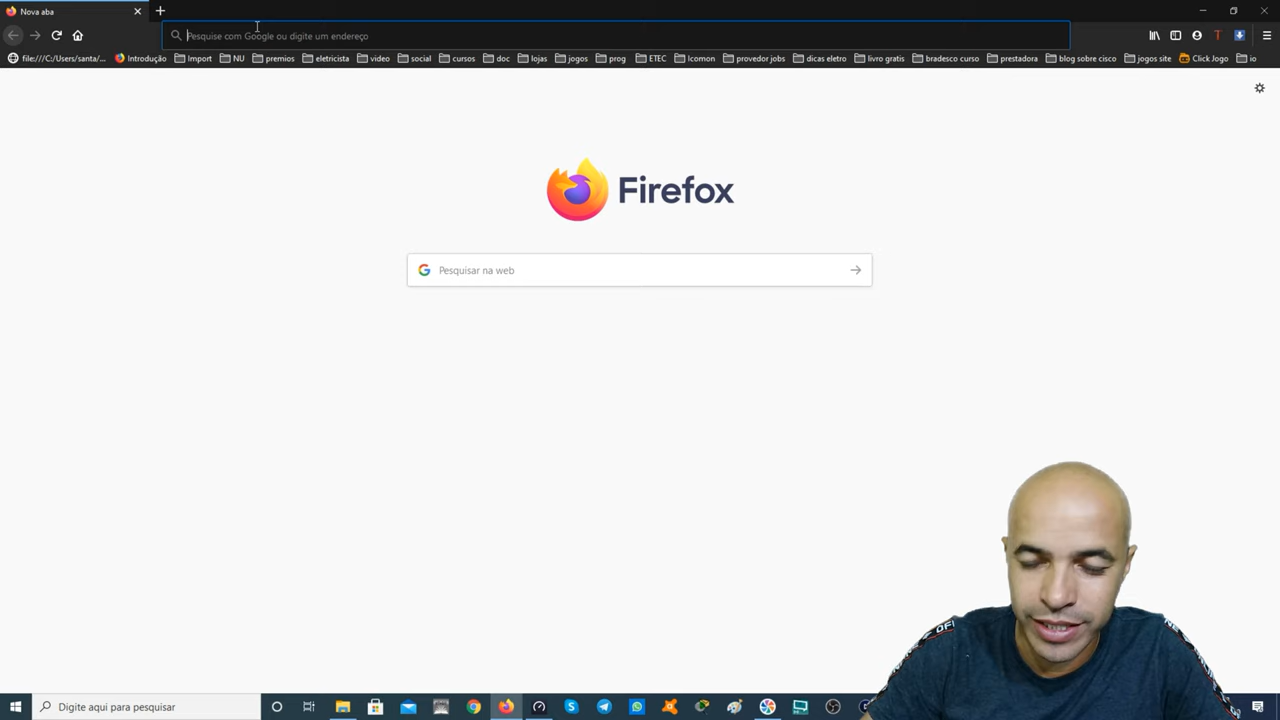 Nova aba
Pesquise com Google ou digite um endereço
file:///C:/Users/santa/... Introdução Import NU premios eletricista video social cursos doc lojas jogos prog ETEC Icomon provedor jobs dicas eletro livro gratis bradesco curso prestadora blog sobre cisco jogos site Click Jogo io
Firefox
Pesquisar na web
Digite aqui para pesquisar